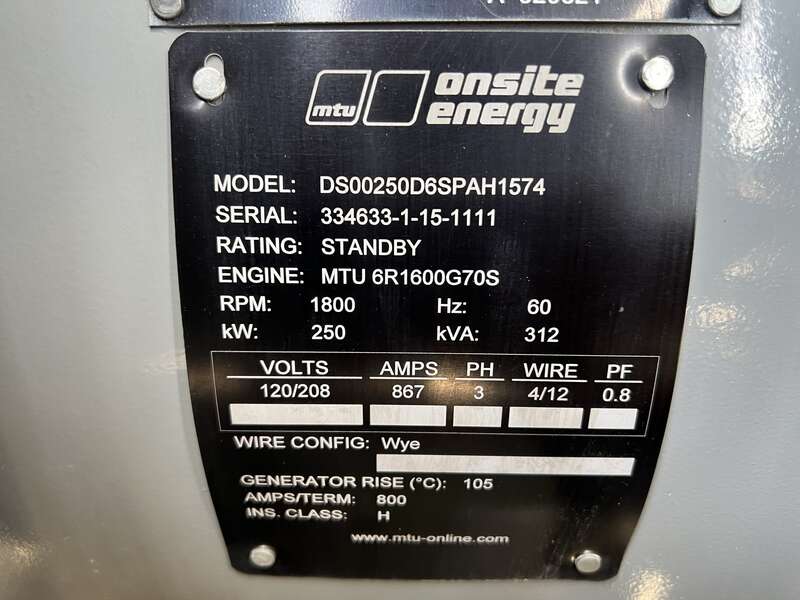 mtu onsite
energy
MODEL: DS00250D6SPAH1574
SERIAL: 334633-1-15-1111
RATING: STANDBY
ENGINE: MTU 6R1600G70S
RPM: 1800 Hz: 60
kW: 250 kVA: 312
VOLTS AMPS PH WIRE PF
120/208 867 3 4/12 0.8
WIRE CONFIG: Wye
GENERATOR RISE (°C): 105
AMPS/TERM: 800
INS. CLASS: H
www.mtu-online.com